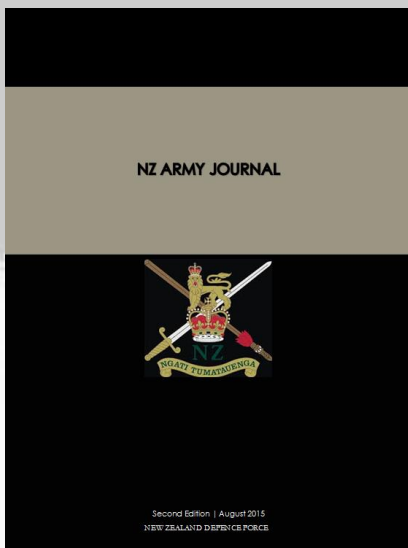 NZ ARMY JOURNAL
NZ
NGATI TUMATAUENGA
Second Edition | August 2015
NEW ZEALAND DEFENCE FORCE